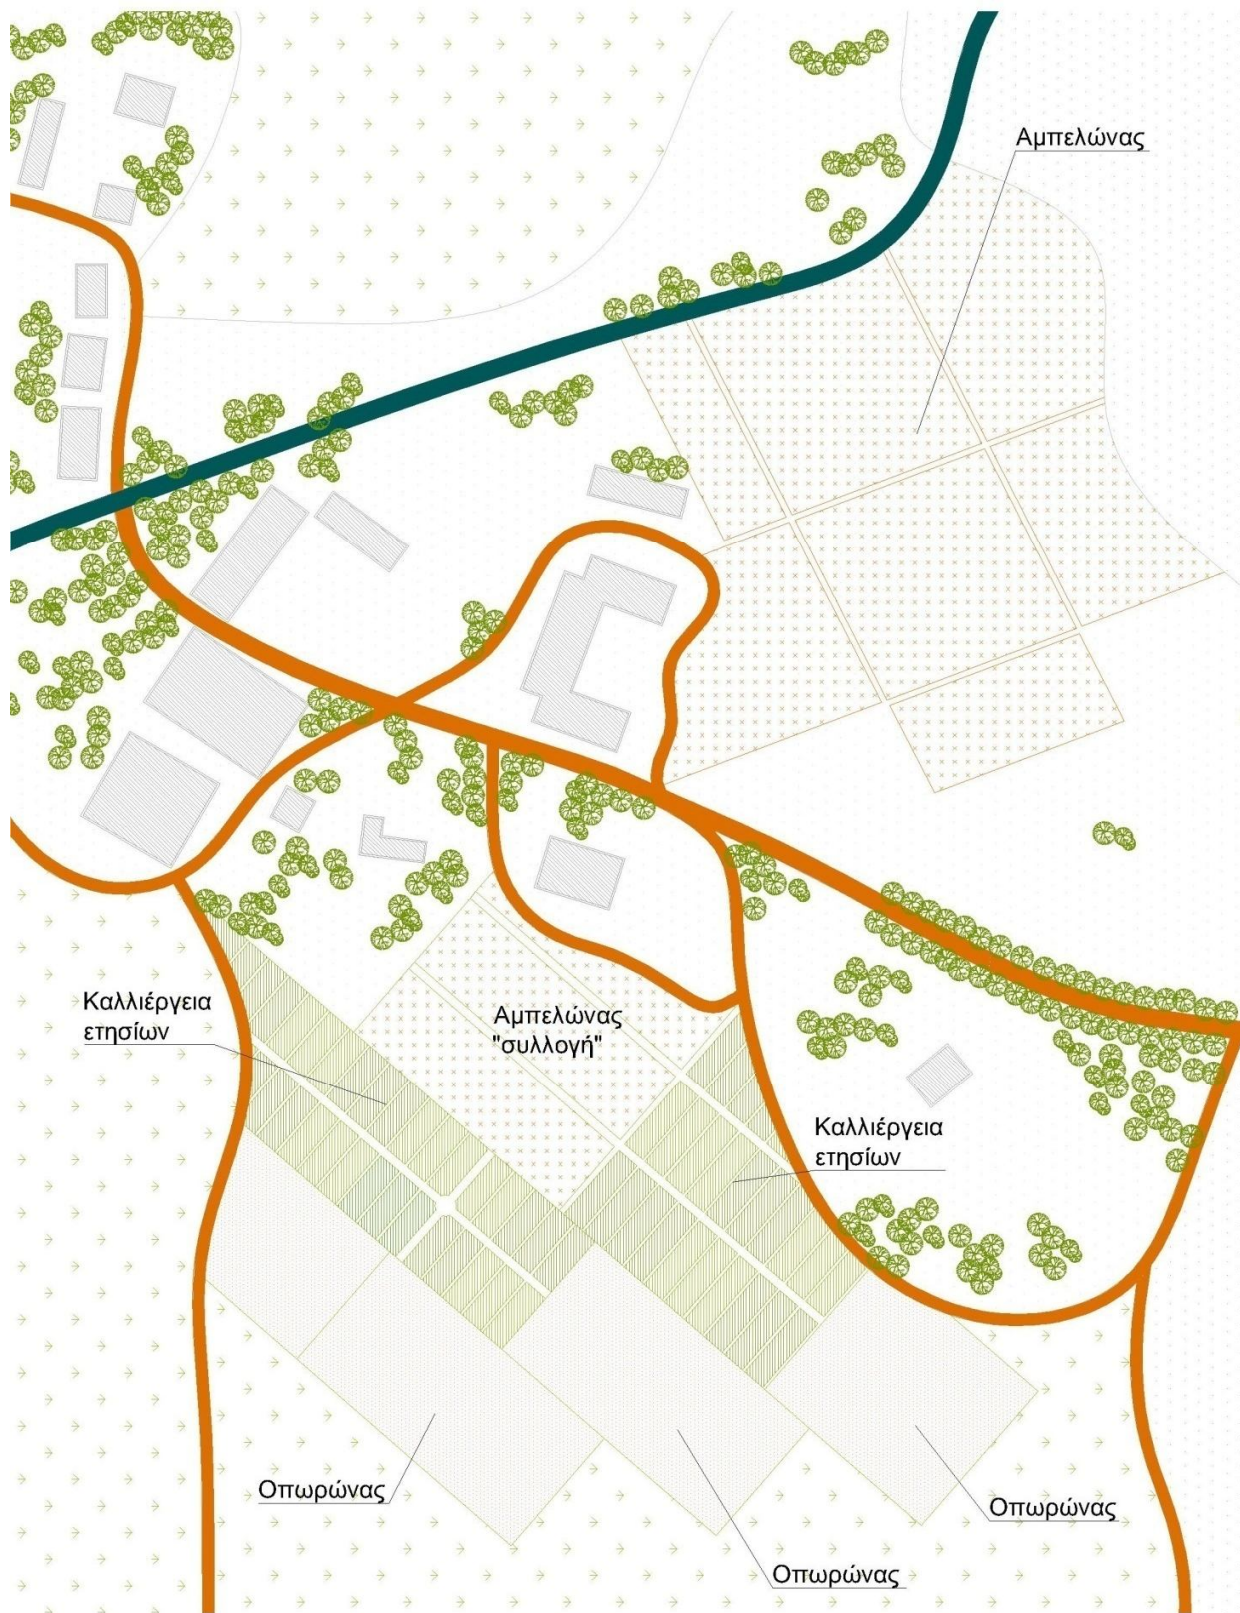 Αμπελώνας
Καλλιέργεια
ετησίων
Αμπελώνας
"συλλογή"
Καλλιέργεια
ετησίων
Οπωρώνας
Οπωρώνας
Οπωρώνας